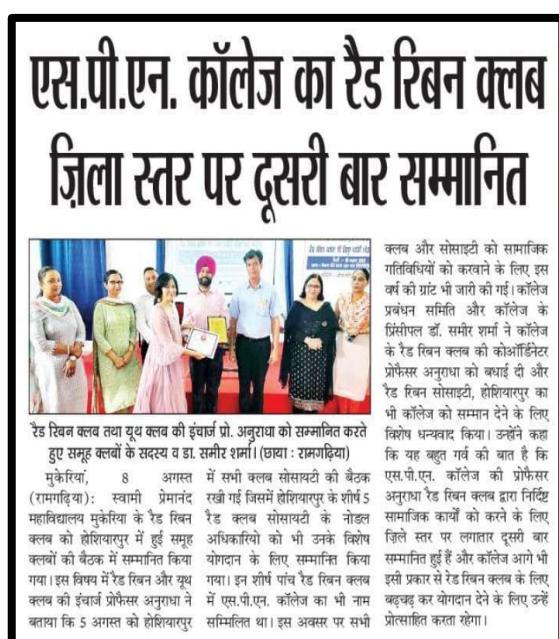 एस.पी.एन. कॉलेज का रैड रिबन क्लब
ज़िला स्तर पर दूसरी बार सम्मानित
रैड रिबन क्लब तथा यूथ क्लब की इंचार्ज प्रो. अनुराधा को सम्मानित करते
हुए समूह क्लबों के सदस्य व डा. समीर शर्मा। (छाया : रामगढ़िया)
मुकेरियां, 8 अगस्त
(रामगढ़िया): स्वामी प्रेमानंद
महाविद्यालय मुकेरिया के रैड रिबन
क्लब को होशियारपुर में हुई समूह
क्लबों की बैठक में सम्मानित किया
गया। इस विषय में रैड रिबन और यूथ
क्लब की इंचार्ज प्रोफैसर अनुराधा ने
बताया कि 5 अगस्त को होशियारपुर
में सभी क्लब सोसायटी की बैठक
रखी गई जिसमें होशियारपुर के शीर्ष 5
रैड क्लब सोसायटी के नोडल
अधिकारियो को भी उनके विशेष
योगदान के लिए सम्मानित किया
गया। इन शीर्ष पांच रैड रिबन क्लब
में एस.पी.एन. कॉलेज का भी नाम
सम्मिलित था। इस अवसर पर सभी
क्लब और सोसाइटी को सामाजिक
गतिविधियों को करवाने के लिए इस
वर्ष की ग्रांट भी जारी की गई। कॉलेज
प्रबंधन समिति और कॉलेज के
प्रिंसीपल डॉ. समीर शर्मा ने कॉलेज
के रैड रिबन क्लब की कोऑर्डिनेटर
प्रोफैसर अनुराधा को बधाई दी और
रैड रिबन सोसाइटी, होशियारपुर का
भी कॉलेज को सम्मान देने के लिए
विशेष धन्यवाद किया। उन्होंने कहा
कि यह बहुत गर्व की बात है कि
एस.पी.एन. कॉलेज की प्रोफैसर
अनुराधा रैड रिबन क्लब द्वारा निर्दिष्ट
सामाजिक कार्यों को करने के लिए
ज़िले स्तर पर लगातार दूसरी बार
सम्मानित हुई हैं और कॉलेज आगे भी
इसी प्रकार से रेड रिबन क्लब के लिए
बढ़चढ़ कर योगदान देने के लिए उन्हें
प्रोत्साहित करता रहेगा।